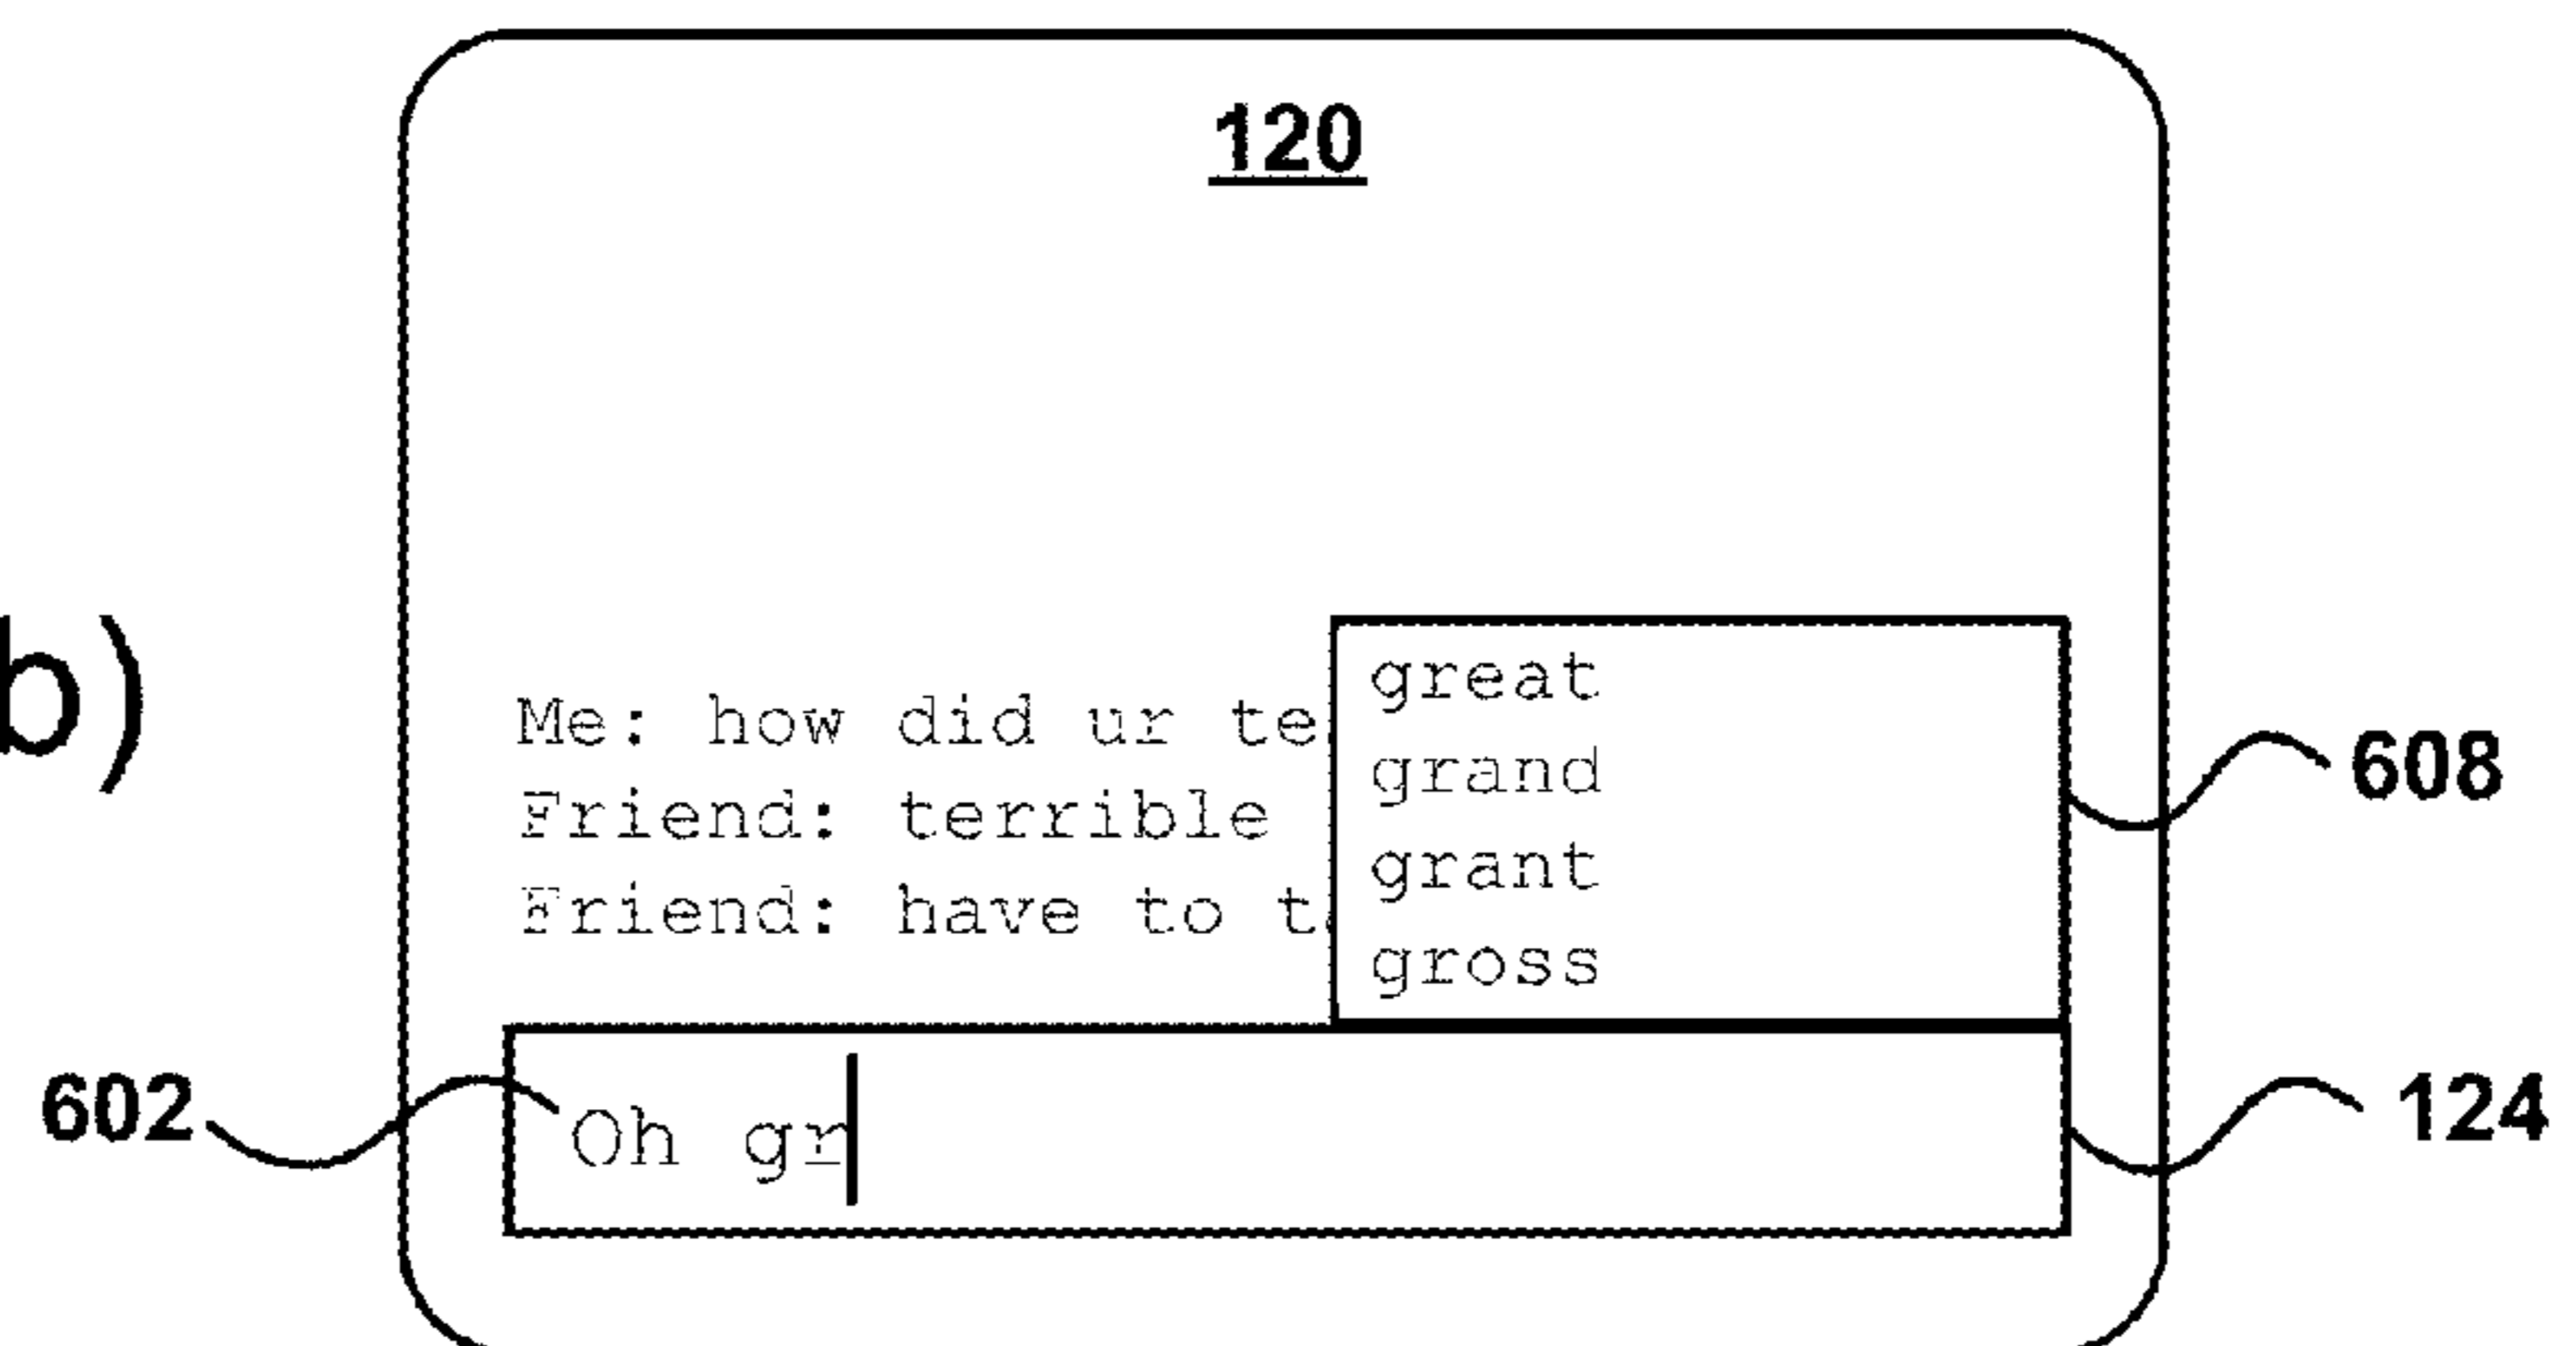 120
b)
great
Me: how did ur te
grand
608
Friend: terrible
grant
Friend: have to t
gross
602
Oh gr
124